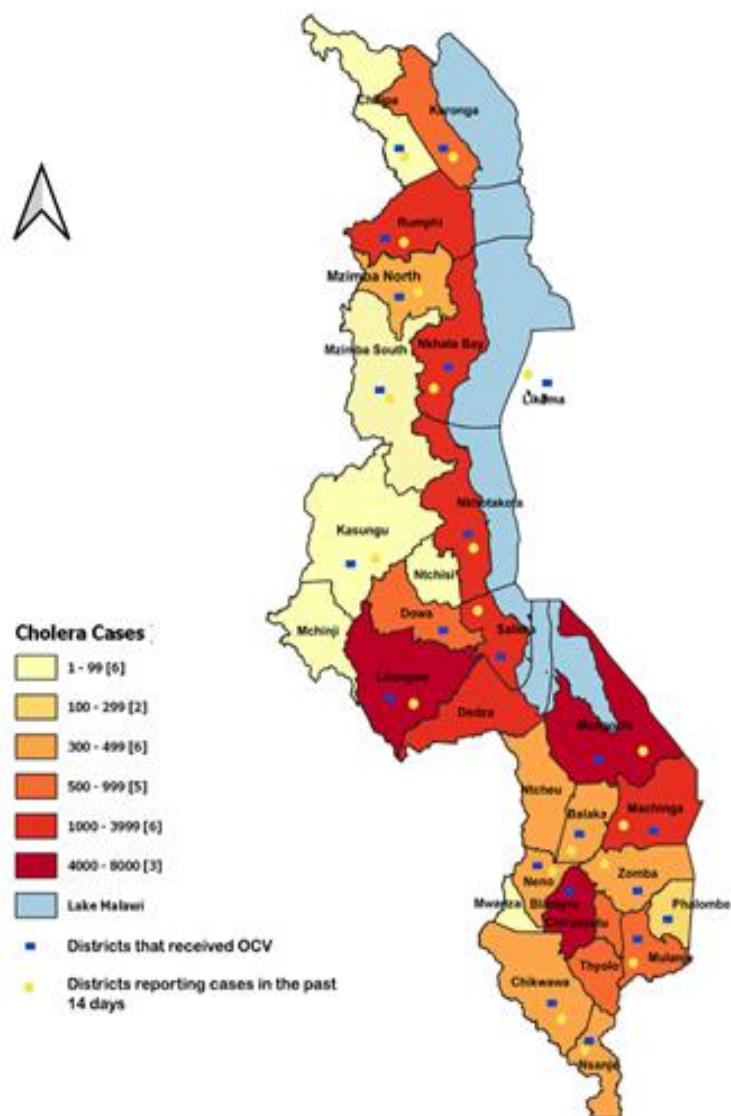 Chitipa
Karonga
Rumphi
Mzimba North
Mzimba South
Nkhata Bay
Likoma
Nkhotakota
Kasungu
Ntchisi
Dowa
Salima
Mchinji
Lilongwe
Dedza
Mangochi
Ntcheu
Balaka
Machinga
Neno
Zomba
Mwanza
Blantyre
Phalombe
Chiradzulu
Thyolo
Mulanje
Chikwawa
Nsanje
Cholera Cases
1 - 99 [6]
100 - 299 [2]
300 - 499 [6]
500 - 999 [5]
1000 - 3999 [6]
4000 - 8000 [3]
Lake Malawi
Districts that received OCV
Districts reporting cases in the past
14 days